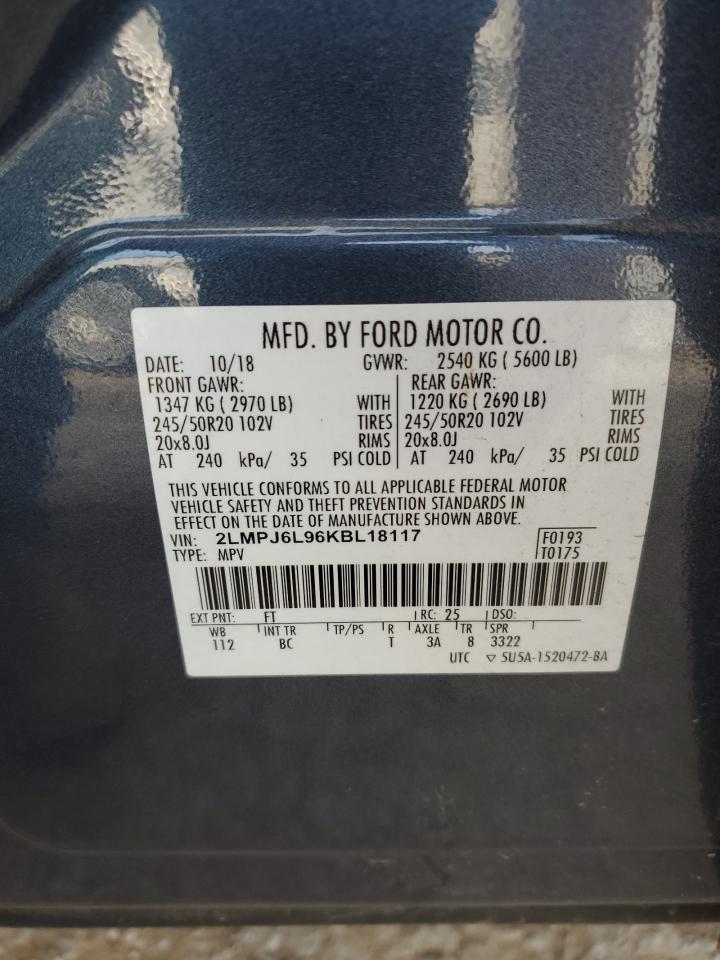 MFD. BY FORD MOTOR CO.
DATE: 10/18 GVWR: 2540 KG ( 5600 LB)
FRONT GAWR: REAR GAWR:
1347 KG ( 2970 LB) WITH 1220 KG ( 2690 LB) WITH
245/50R20 102V TIRES 245/50R20 102V TIRES
20x8.0J RIMS 20x8.0J RIMS
AT 240 kPa/ 35 PSI COLD AT 240 kPa/ 35 PSI COLD
THIS VEHICLE CONFORMS TO ALL APPLICABLE FEDERAL MOTOR
VEHICLE SAFETY AND THEFT PREVENTION STANDARDS IN
EFFECT ON THE DATE OF MANUFACTURE SHOWN ABOVE.
VIN: 2LMPJ6L96KBL18117 F0193
TYPE: MPV T0175
EXT PNT: FT RC: 25 DSO:
WB INT TR TP/PS R AXLE TR SPR
112 BC T 3A 8 3322
UTC ▽ 5U5A-1520472-BA